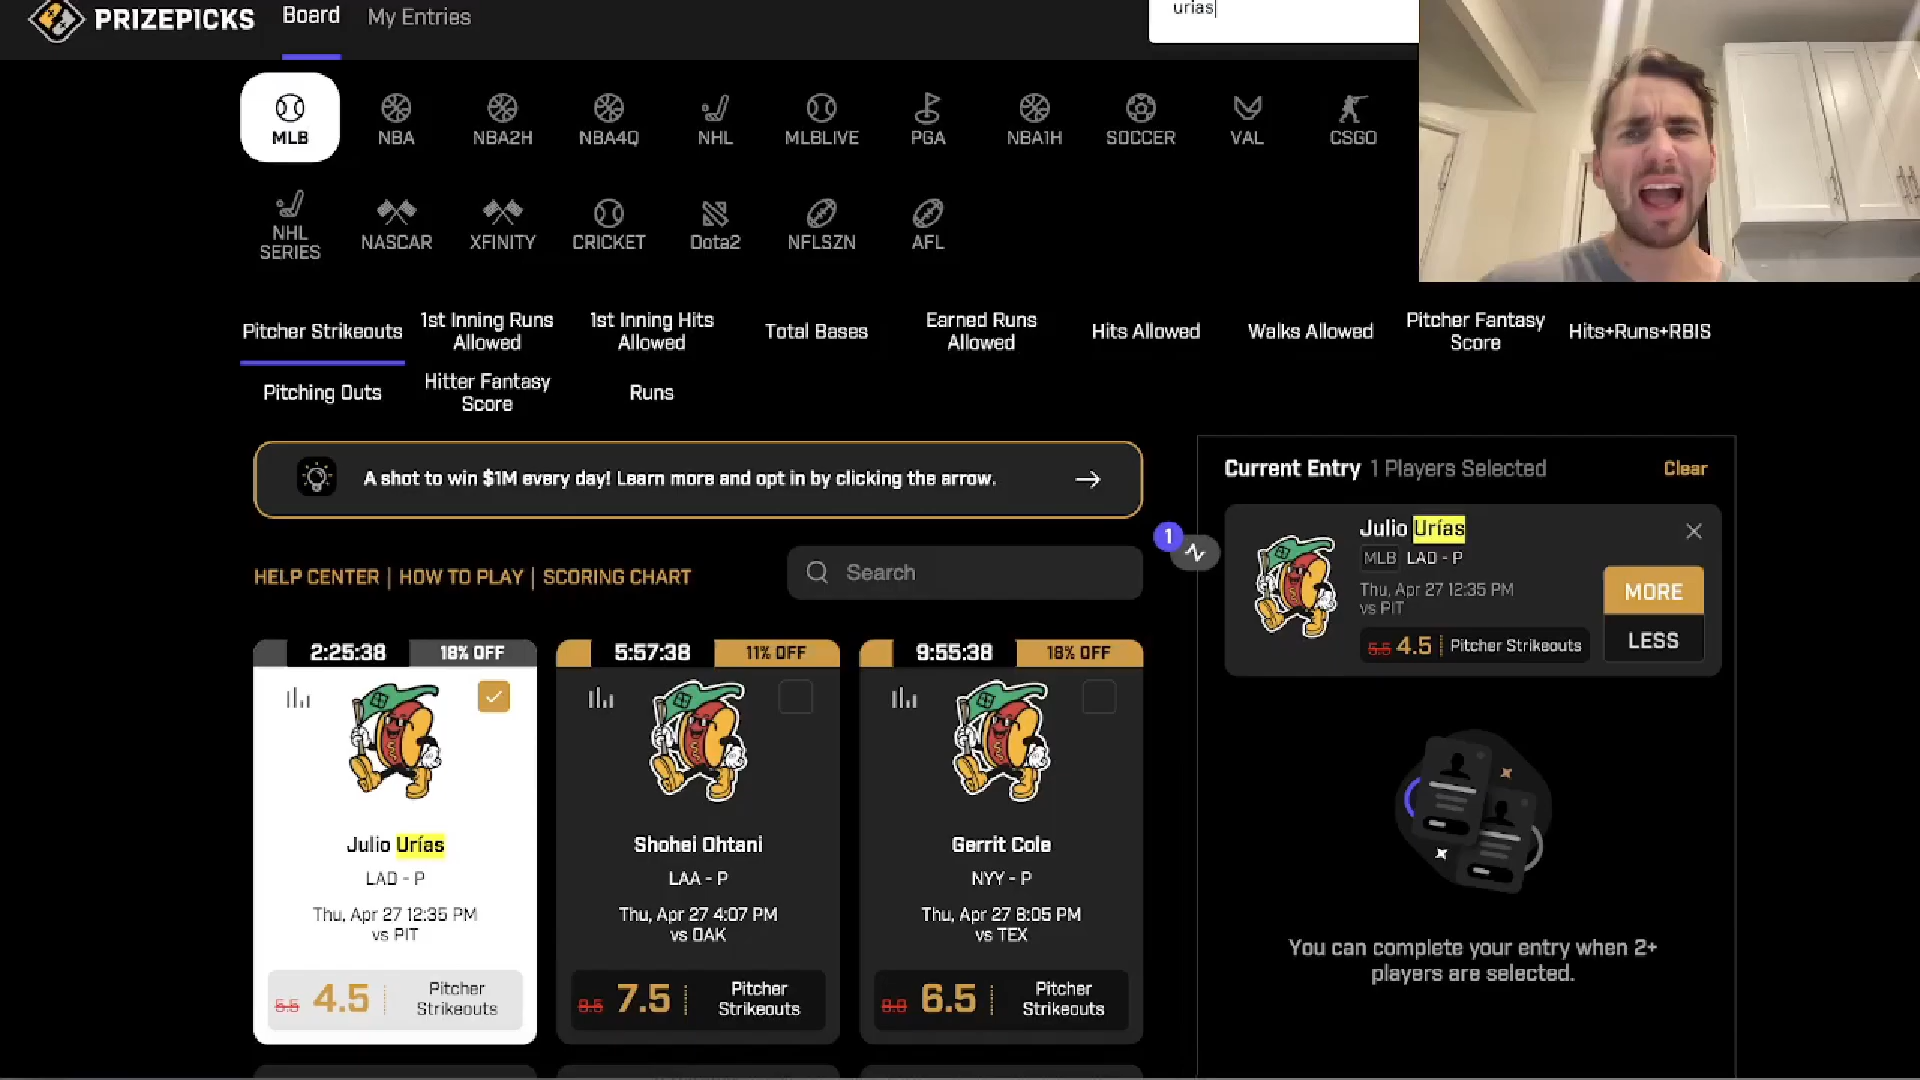 PRIZEPICKS
Board
My Entries
urias
MLB
NBA
NBA2H
NBA4Q
NHL
MLBLIVE
PGA
NBA1H
SOCCER
VAL
CSGO
NHL
SERIES
NASCAR
XFINITY
CRICKET
Dota2
NFLSZN
AFL
Pitcher Strikeouts
1st Inning Runs
Allowed
1st Inning Hits
Allowed
Total Bases
Earned Runs
Allowed
Hits Allowed
Walks Allowed
Pitcher Fantasy
Score
Hits+Runs+RBIS
Pitching Outs
Hitter Fantasy
Score
Runs
A shot to win $1M every day! Learn more and opt in by clicking the arrow.
HELP CENTER | HOW TO PLAY | SCORING CHART
Search
2:25:38
18% OFF
Julio Urías
LAD - P
Thu, Apr 27 12:35 PM
vs PIT
5.5 4.5
Pitcher
Strikeouts
5:57:38
11% OFF
Shohei Ohtani
LAA - P
Thu, Apr 27 4:07 PM
vs OAK
7.5
Pitcher
Strikeouts
9:55:38
18% OFF
Gerrit Cole
NYY - P
Thu, Apr 27 8:05 PM
vs TEX
6.5
Pitcher
Strikeouts
1
Current Entry 1 Players Selected
Clear
Julio Urías
MLB LAD - P
Thu, Apr 27 12:35 PM
vs PIT
5.5 4.5 Pitcher Strikeouts
MORE
LESS
You can complete your entry when 2+
players are selected.